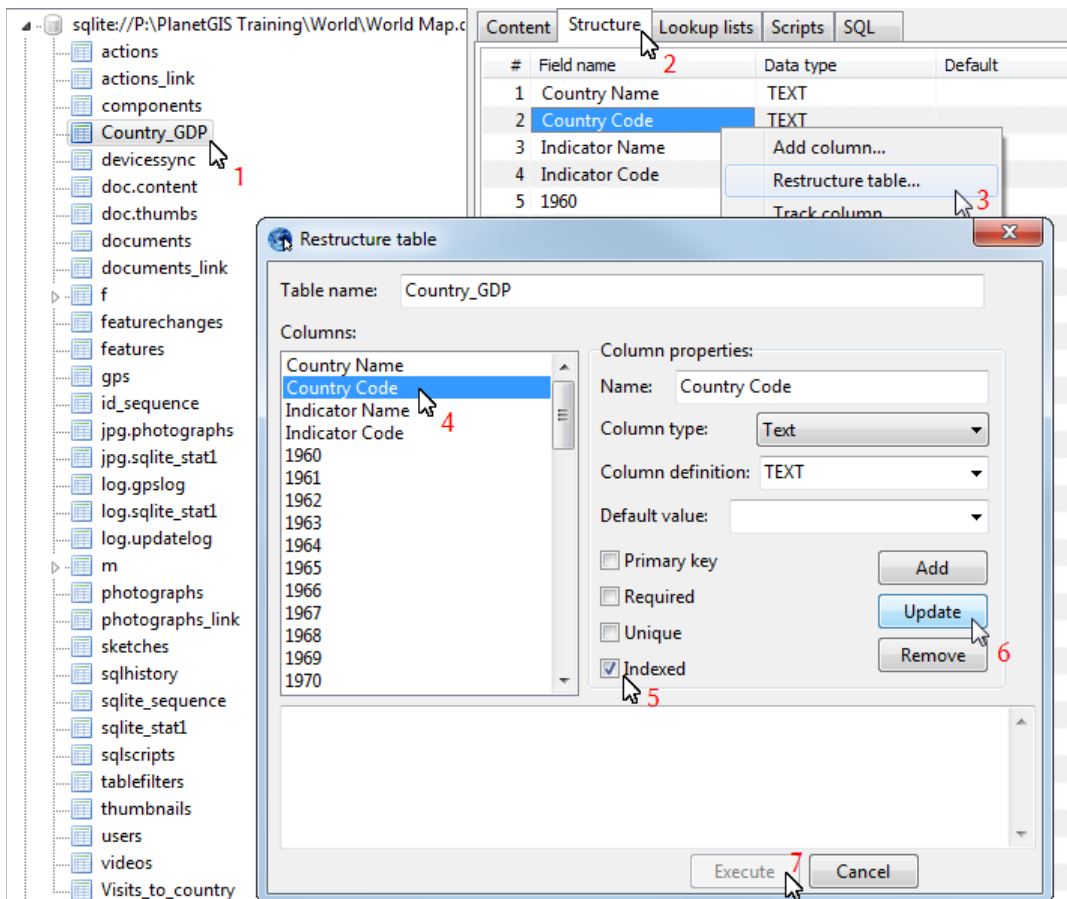 sqlite://P:\PlanetGIS Training\World\World Map.c
actions
actions_link
components
Country_GDP
1
devicessync
doc.content
doc.thumbs
documents
documents_link
f
featurechanges
features
gps
id_sequence
jpg.photographs
jpg.sqlite_stat1
log.gpslog
log.sqlite_stat1
log.updatelog
m
photographs
photographs_link
sketches
sqlhistory
sqlite_sequence
sqlite_stat1
sqlscripts
tablefilters
thumbnails
users
videos
Visits_to_country
Content Structure Lookup lists Scripts SQL
2
# Field name Data type Default
1 Country Name TEXT
2 Country Code TEXT
3 Indicator Name
4 Indicator Code
5 1960
Add column...
Restructure table...
3
Track column
Restructure table
X
Table name: Country_GDP
Columns:
Country Name
Country Code
4
Indicator Name
Indicator Code
1960
1961
1962
1963
1964
1965
1966
1967
1968
1969
1970
Column properties:
Name: Country Code
Column type: Text
Column definition: TEXT
Default value:
Primary key
Required
Unique
Indexed
5
Add
Update
6
Remove
Execute
7
Cancel